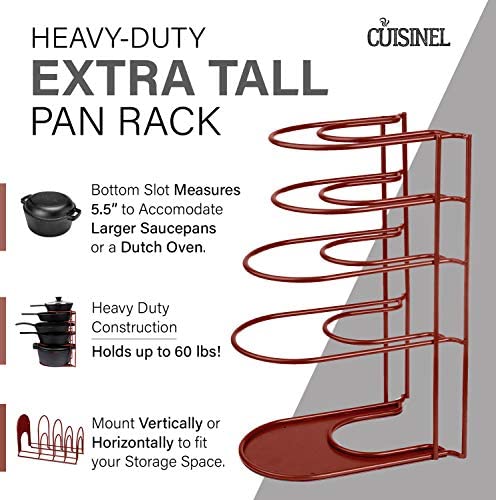 HEAVY-DUTY
EXTRA TALL
PAN RACK
CUISINEL
Bottom Slot Measures
5.5” to Accomodate
Larger Saucepans
or a Dutch Oven.
Heavy Duty
Construction
Holds up to 60 lbs!
Mount Vertically or
Horizontally to fit
your Storage Space.